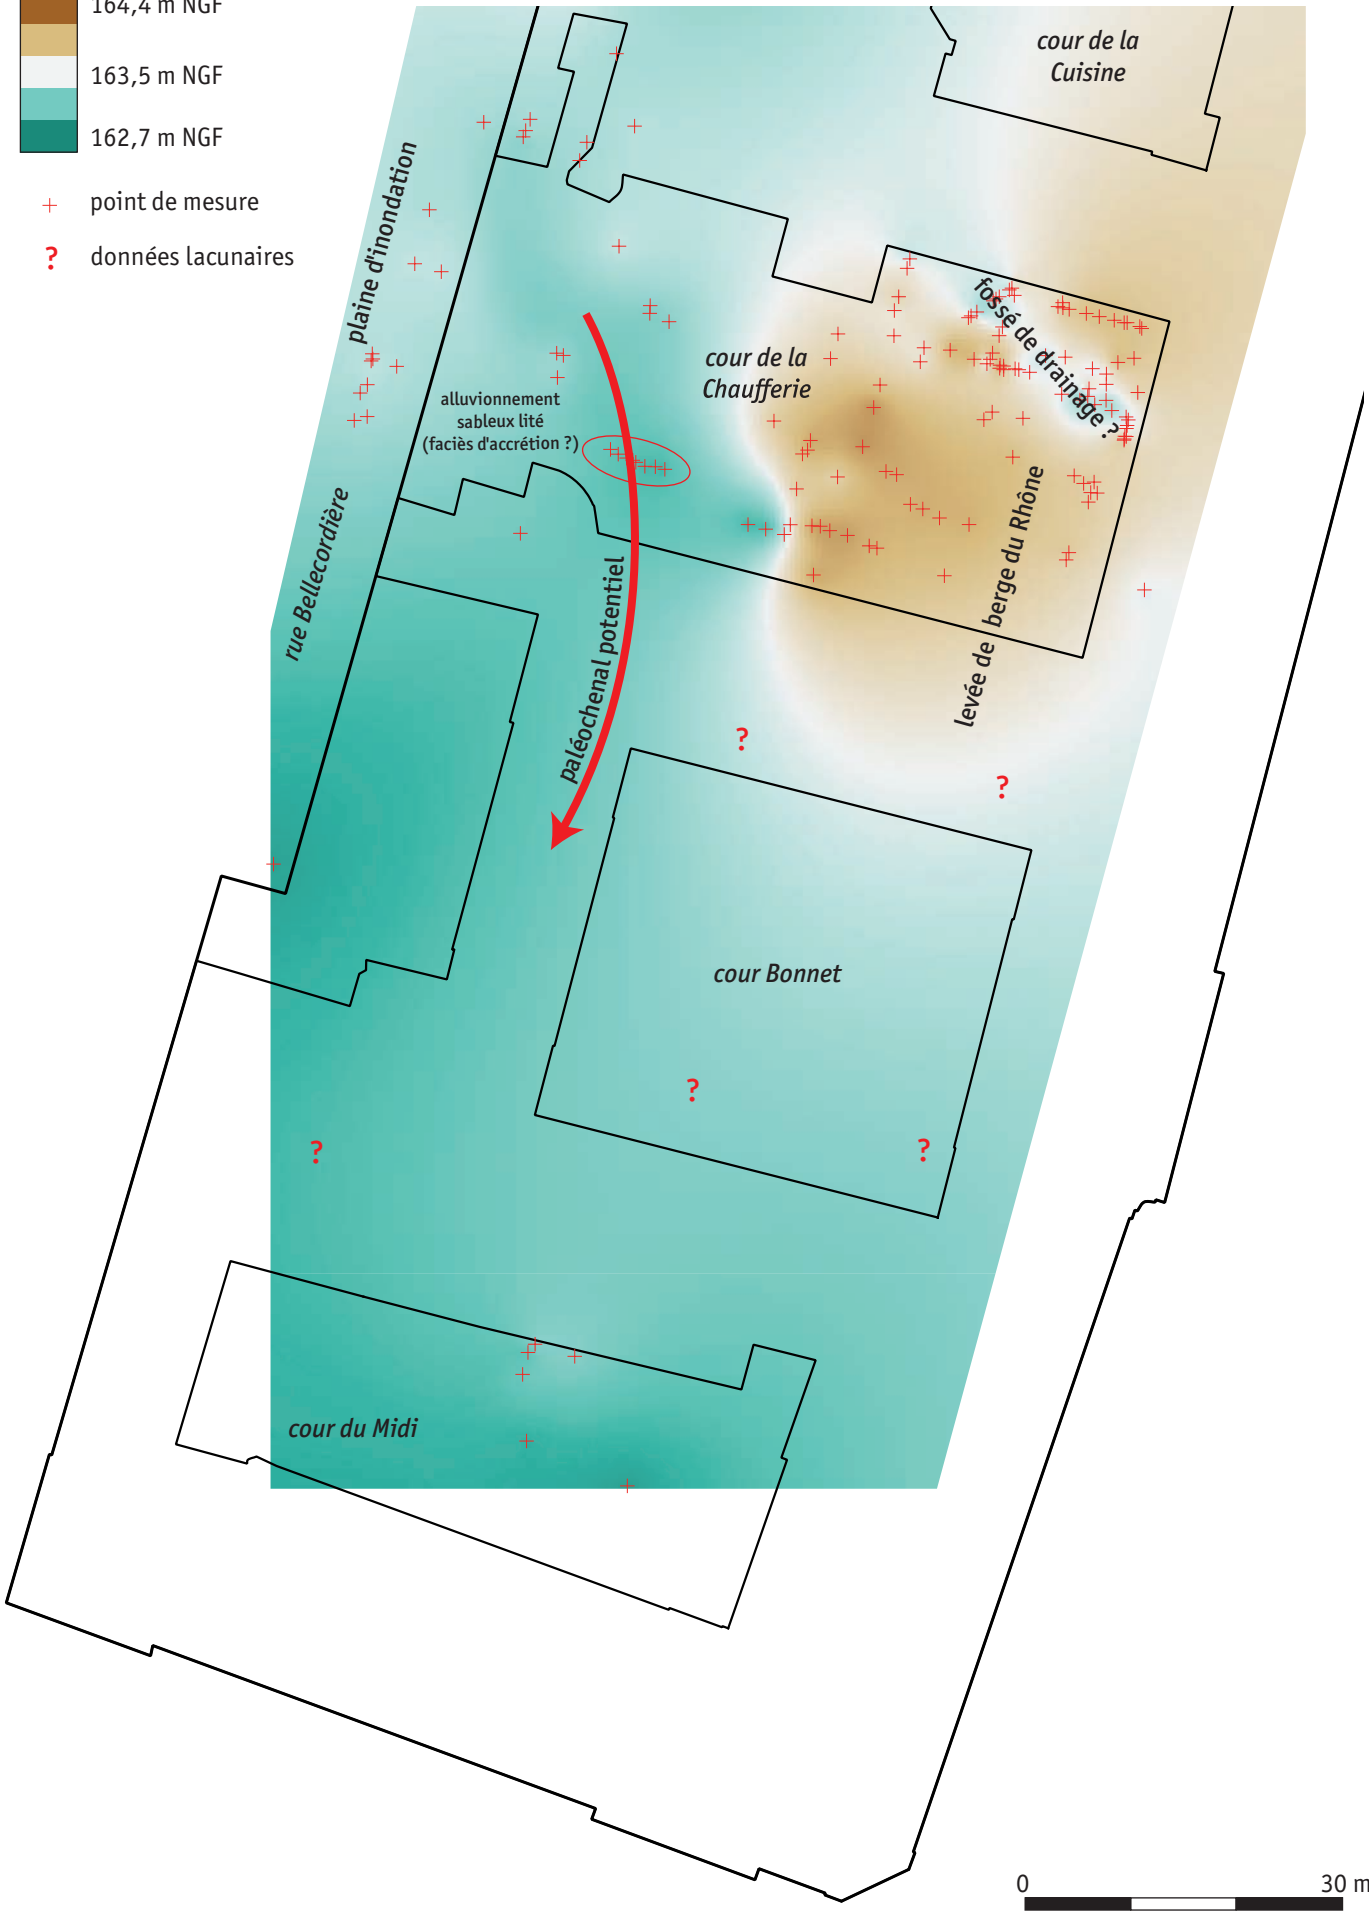 164,4 m NGF
163,5 m NGF
162,7 m NGF
point de mesure
? données lacunaires
cour de la
Cuisine
plaine d'inondation
fossé de drainage ?
cour de la
Chaufferie
alluvionnement
sableux lité
(faciès d'accrétion ?)
levée de berge du Rhône
rue Bellecordière
paléochenal potentiel
?
?
cour Bonnet
?
?
?
cour du Midi
0 30 m